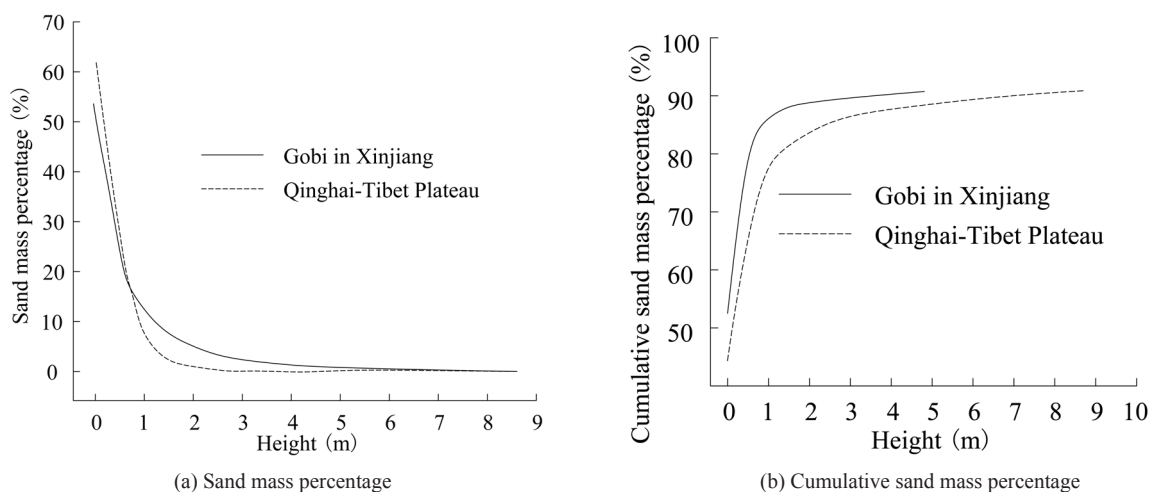 70
60
50
40
30
20
10
0
Sand mass percentage (%)
Gobi in Xinjiang
Qinghai-Tibet Plateau
0 1 2 3 4 5 6 7 8 9
Height (m)
(a) Sand mass percentage
100
90
80
70
60
50
Cumulative sand mass percentage (%)
Gobi in Xinjiang
Qinghai-Tibet Plateau
0 1 2 3 4 5 6 7 8 9 10
Height (m)
(b) Cumulative sand mass percentage